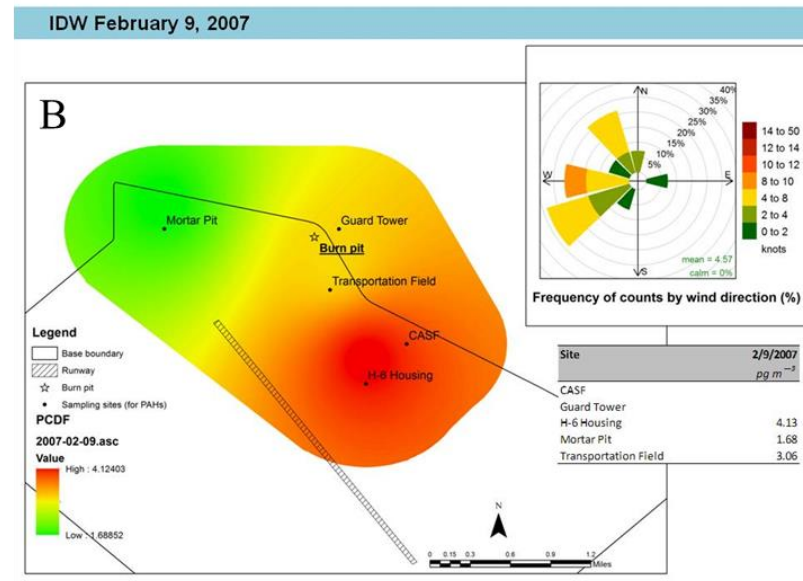 IDW February 9, 2007
B
N
40%
35%
30%
25%
20%
15%
10%
5%
W
E
S
mean = 4.57
calm = 0%
14 to 50
12 to 14
10 to 12
8 to 10
4 to 8
2 to 4
0 to 2
knots
Frequency of counts by wind direction (%)
Mortar Pit
Guard Tower
Burn pit
Transportation Field
CASF
H-6 Housing
Legend
Base boundary
Runway
Burn pit
Sampling sites (for PAHs)
PCDF
2007-02-09.asc
Value
High : 4.12403
Low : 1.68852
Site 2/9/2007
pg m⁻³
CASF
Guard Tower
H-6 Housing 4.13
Mortar Pit 1.68
Transportation Field 3.06
N
0 0.15 0.3 0.6 0.9 1.2
Miles